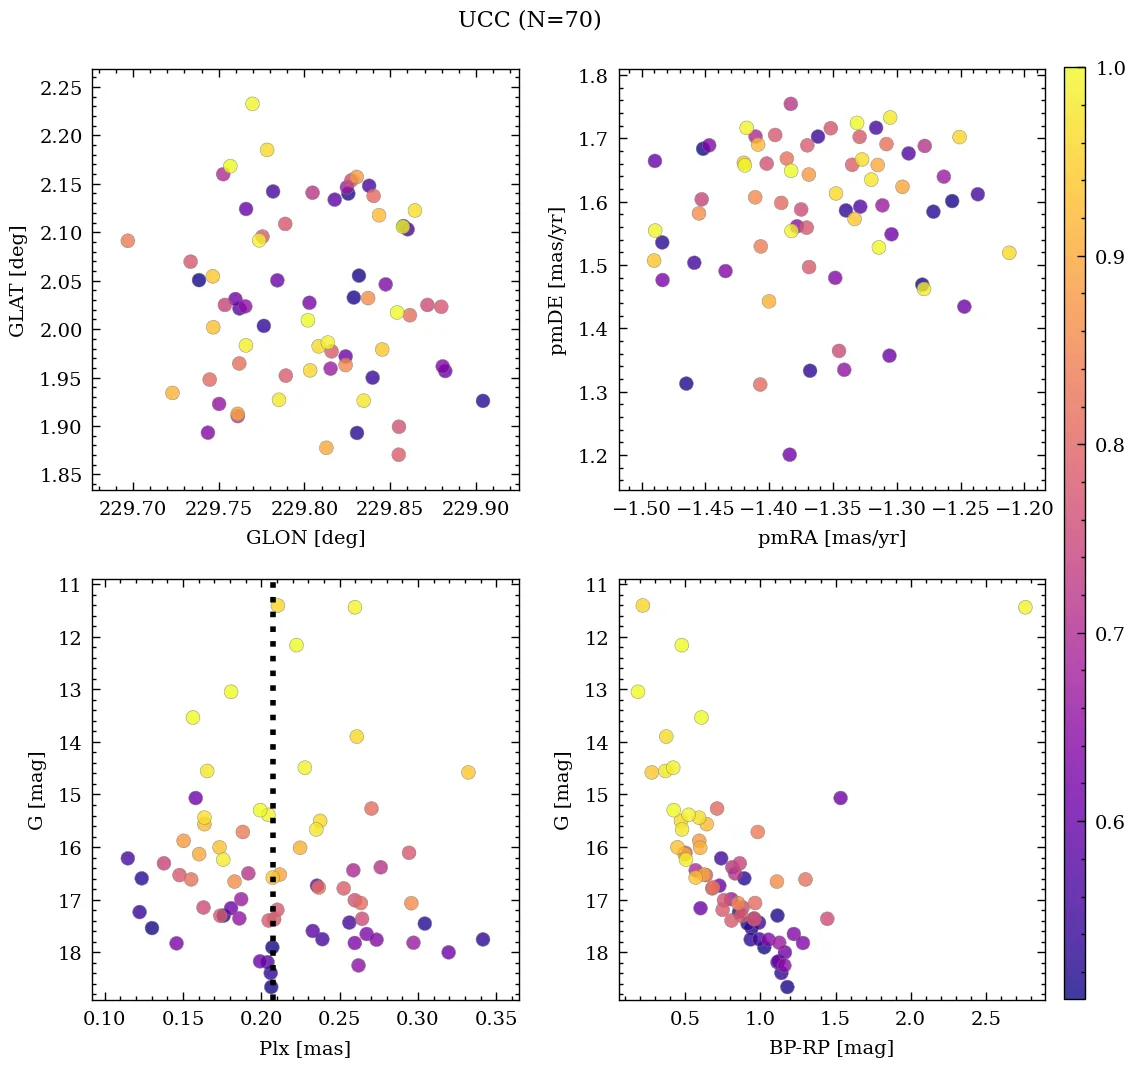 UCC (N=70)
2.25
2.20
2.15
2.10
2.05
2.00
1.95
1.90
1.85
GLAT [deg]
229.70 229.75 229.80 229.85 229.90
GLON [deg]
1.8
1.7
1.6
1.5
1.4
1.3
1.2
pmDE [mas/yr]
−1.50 −1.45 −1.40 −1.35 −1.30 −1.25 −1.20
pmRA [mas/yr]
11
12
13
14
15
16
17
18
G [mag]
0.10 0.15 0.20 0.25 0.30 0.35
Plx [mas]
11
12
13
14
15
16
17
18
G [mag]
0.5 1.0 1.5 2.0 2.5
BP-RP [mag]
1.0
0.9
0.8
0.7
0.6